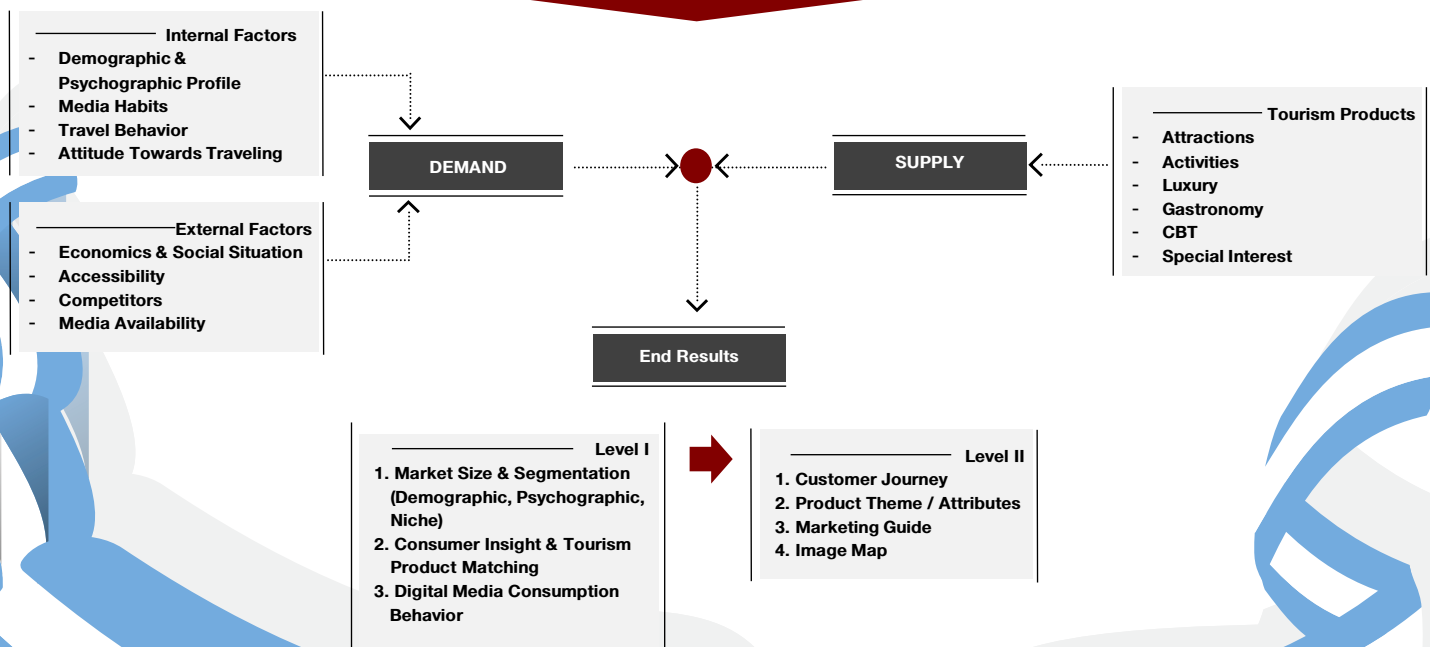 Internal Factors
- Demographic &
Psychographic Profile
- Media Habits
- Travel Behavior
- Attitude Towards Traveling
External Factors
- Economics & Social Situation
- Accessibility
- Competitors
- Media Availability
DEMAND
SUPPLY
Tourism Products
- Attractions
- Activities
- Luxury
- Gastronomy
- CBT
- Special Interest
End Results
Level I
1. Market Size & Segmentation
(Demographic, Psychographic,
Niche)
2. Consumer Insight & Tourism
Product Matching
3. Digital Media Consumption
Behavior
Level II
1. Customer Journey
2. Product Theme / Attributes
3. Marketing Guide
4. Image Map